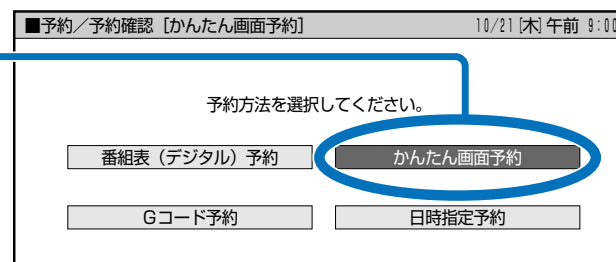 ■予約／予約確認［かんたん画面予約］ 10/21［木］午前 9:00
予約方法を選択してください。
番組表（デジタル）予約 かんたん画面予約
Gコード予約 日時指定予約